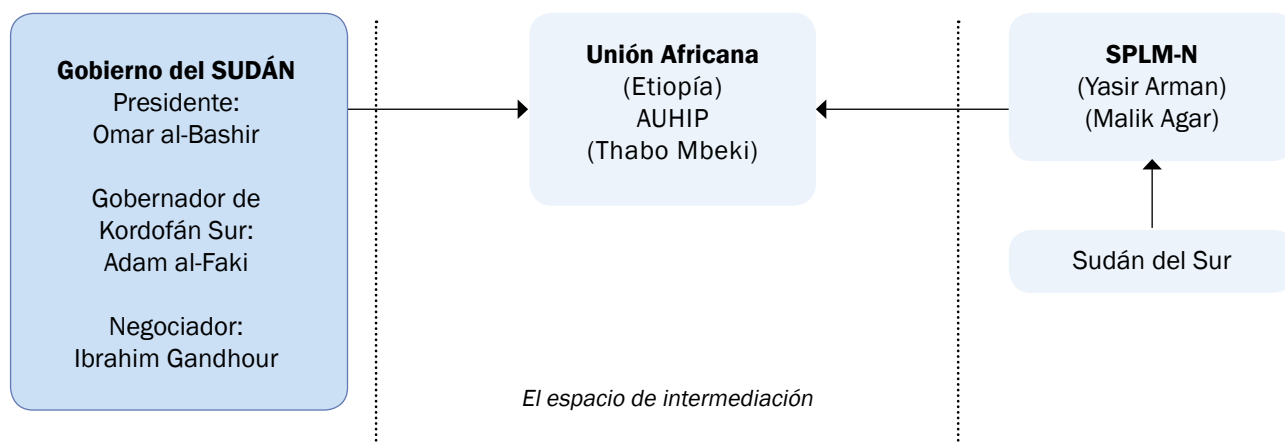 Gobierno del SUDÁN
Presidente:
Omar al-Bashir
Gobernador de
Kordofán Sur:
Adam al-Faki
Negociador:
Ibrahim Gandhour
Unión Africana
(Etiopía)
AUHIP
(Thabo Mbeki)
El espacio de intermediación
SPLM-N
(Yasir Arman)
(Malik Agar)
Sudán del Sur